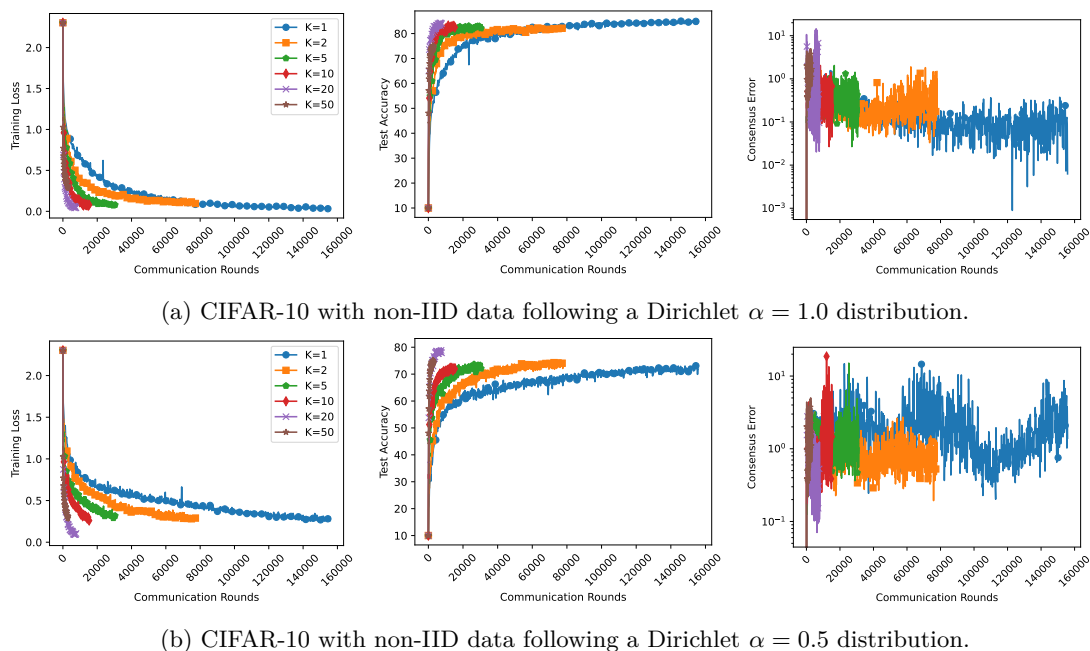 2.0
1.5
1.0
0.5
0.0
Training Loss
K=1
K=2
K=5
K=10
K=20
K=50
0 20000 40000 60000 80000 100000 120000 140000 160000
Communication Rounds
80
70
60
50
40
30
20
10
Test Accuracy
0 20000 40000 60000 80000 100000 120000 140000 160000
Communication Rounds
10¹
10⁰
10⁻¹
10⁻²
10⁻³
Consensus Error
0 20000 40000 60000 80000 100000 120000 140000 160000
Communication Rounds
(a) CIFAR-10 with non-IID data following a Dirichlet α = 1.0 distribution.
2.0
1.5
1.0
0.5
0.0
Training Loss
K=1
K=2
K=5
K=10
K=20
K=50
0 20000 40000 60000 80000 100000 120000 140000 160000
Communication Rounds
80
70
60
50
40
30
20
10
Test Accuracy
0 20000 40000 60000 80000 100000 120000 140000 160000
Communication Rounds
10¹
10⁰
10⁻¹
Consensus Error
0 20000 40000 60000 80000 100000 120000 140000 160000
Communication Rounds
(b) CIFAR-10 with non-IID data following a Dirichlet α = 0.5 distribution.